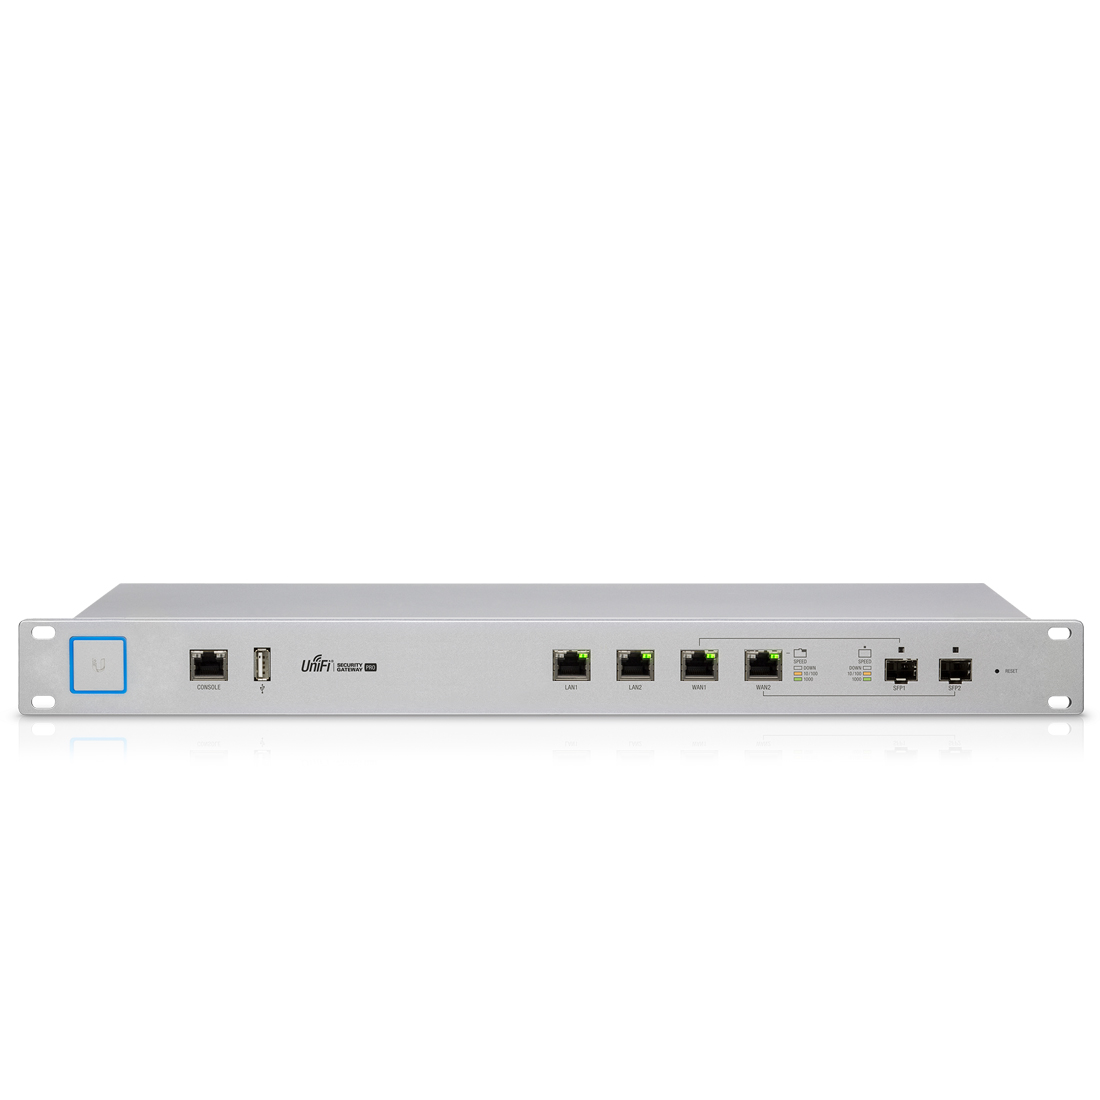 U
CONSOLE
UniFi
SECURITY
GATEWAY PRO
LAN1
LAN2
WAN1
WAN2
SPEED
DOWN
10/100
1000
SPEED
DOWN
10/100
1000
SFP1
SFP2
RESET